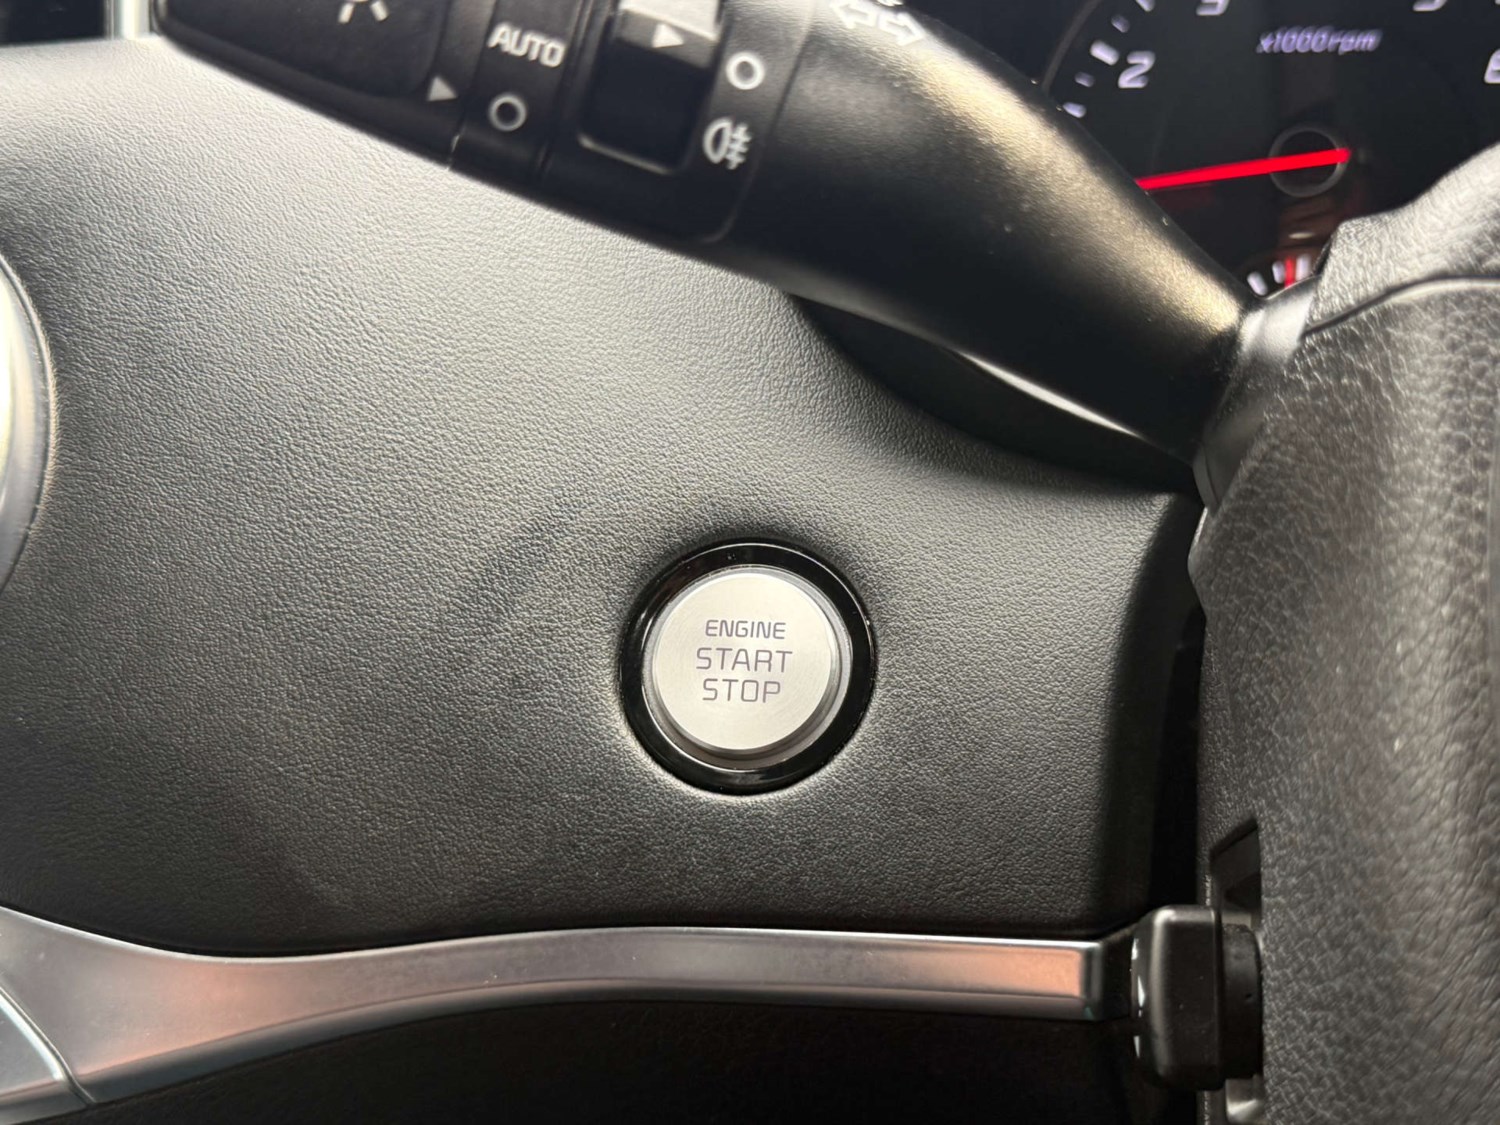 AUTO
x1000rpm
2
ENGINE
START
STOP